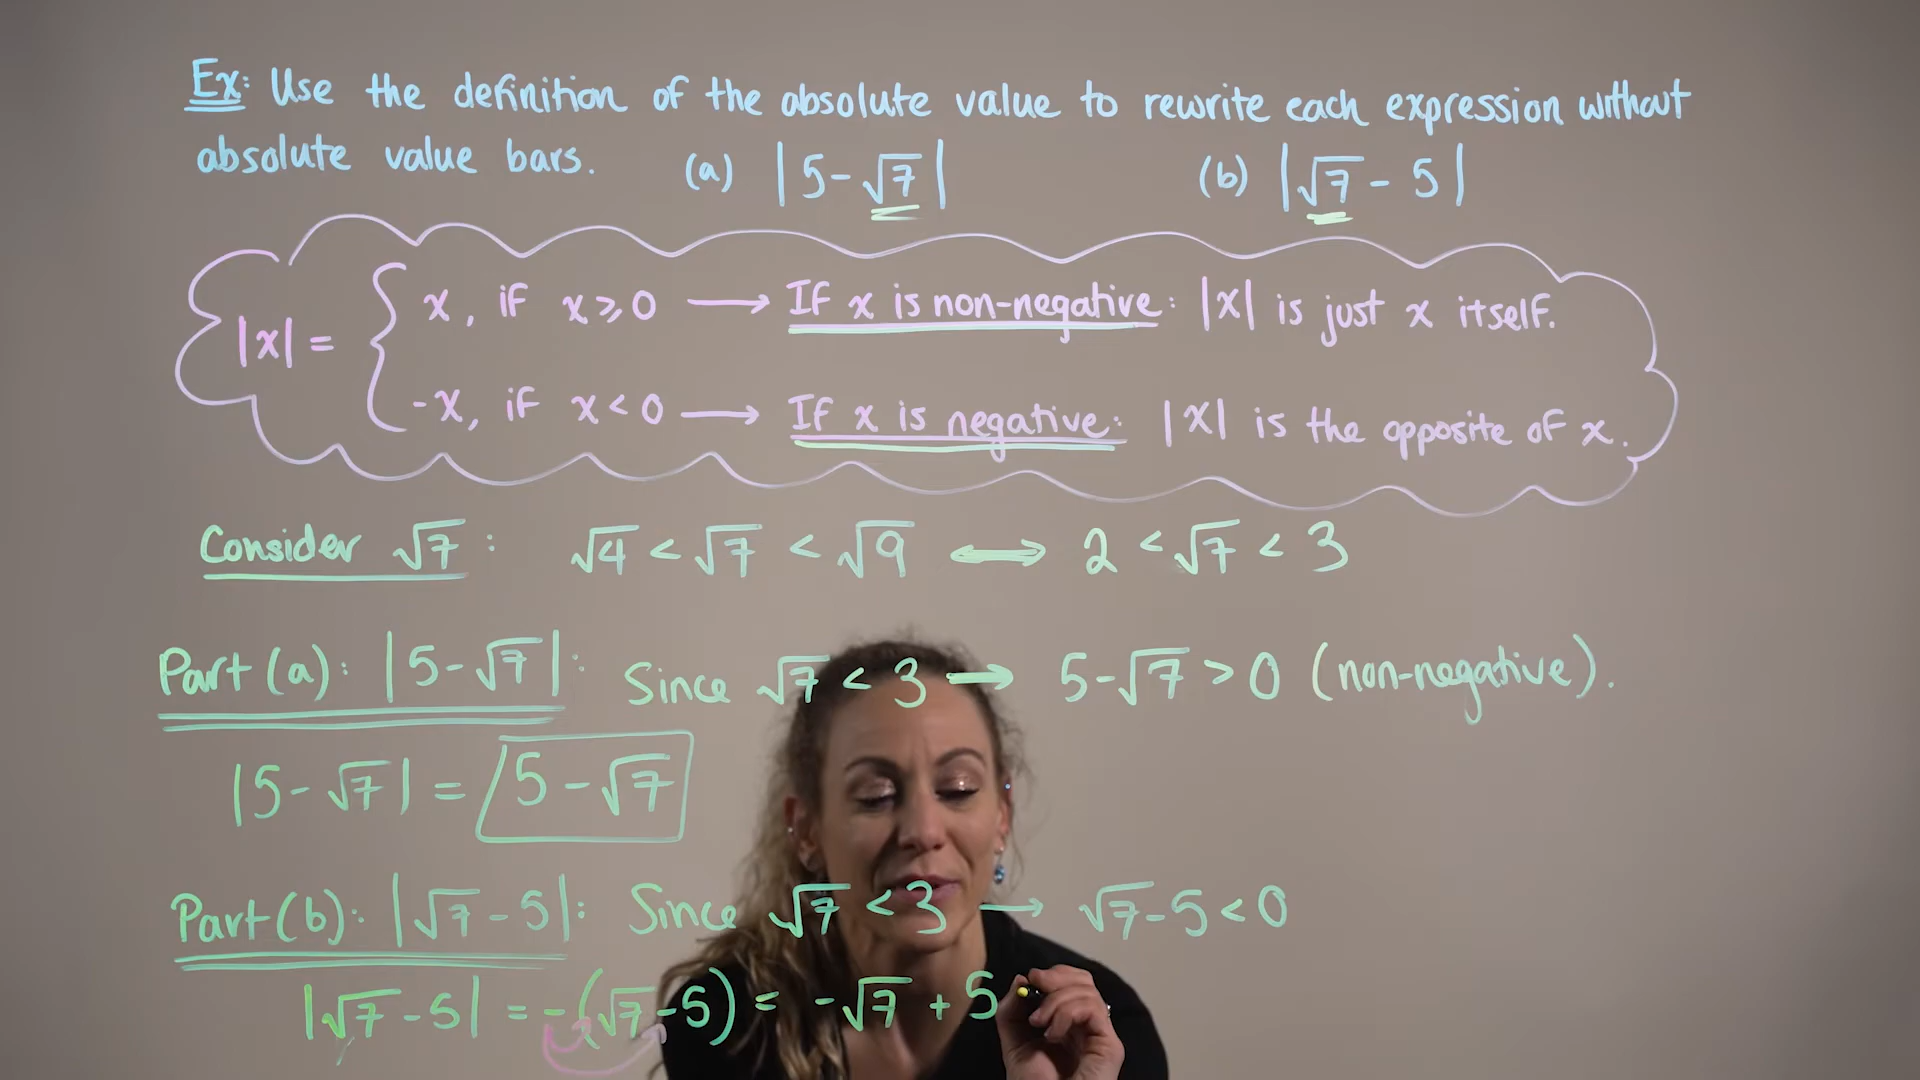 Ex: Use the definition of the absolute value to rewrite each expression without
absolute value bars. (a) |5-√7| (b) |√7 - 5|
|x| = { x, if x ≥ 0 → If x is non-negative: |x| is just x itself.
-x, if x < 0 → If x is negative: |x| is the opposite of x.
Consider √7: √4 < √7 < √9 ⟷ 2 < √7 < 3
Part (a): |5-√7|: Since √7 < 3 → 5-√7 > 0 (non-negative).
|5-√7| = 5-√7
Part (b): |√7-5|: Since √7 < 3 → √7-5 < 0
|√7-5| = -(√7-5) = -√7 + 5